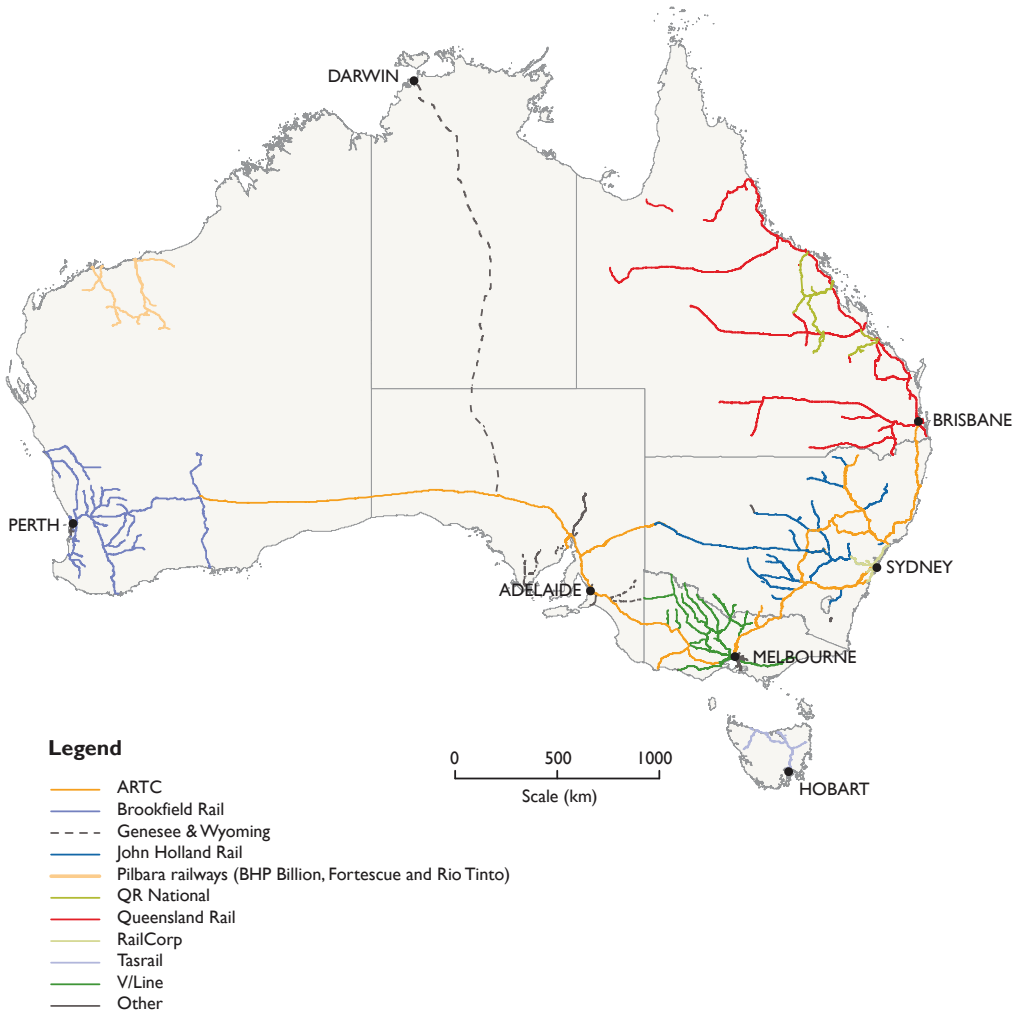 DARWIN
BRISBANE
PERTH
SYDNEY
ADELAIDE
MELBOURNE
HOBART
Legend
ARTC
Brookfield Rail
Genesee & Wyoming
John Holland Rail
Pilbara railways (BHP Billion, Fortescue and Rio Tinto)
QR National
Queensland Rail
RailCorp
Tasrail
V/Line
Other
0 500 1000
Scale (km)